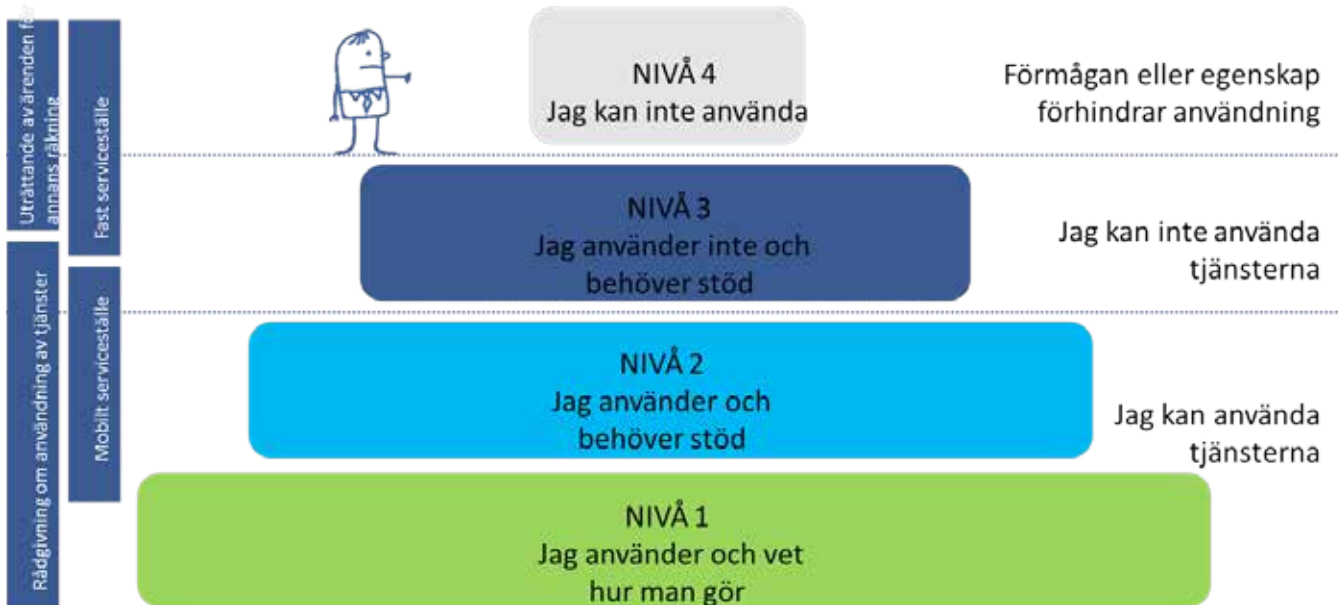 Uträttande av ärenden för
annans räkning
Fast serviceställe
NIVÅ 4
Jag kan inte använda
Förmågan eller egenskap
förhindrar användning
NIVÅ 3
Jag använder inte och
behöver stöd
Jag kan inte använda
tjänsterna
Rådgivning om användning av tjänster
Mobilt serviceställe
NIVÅ 2
Jag använder och
behöver stöd
Jag kan använda
tjänsterna
NIVÅ 1
Jag använder och vet
hur man gör